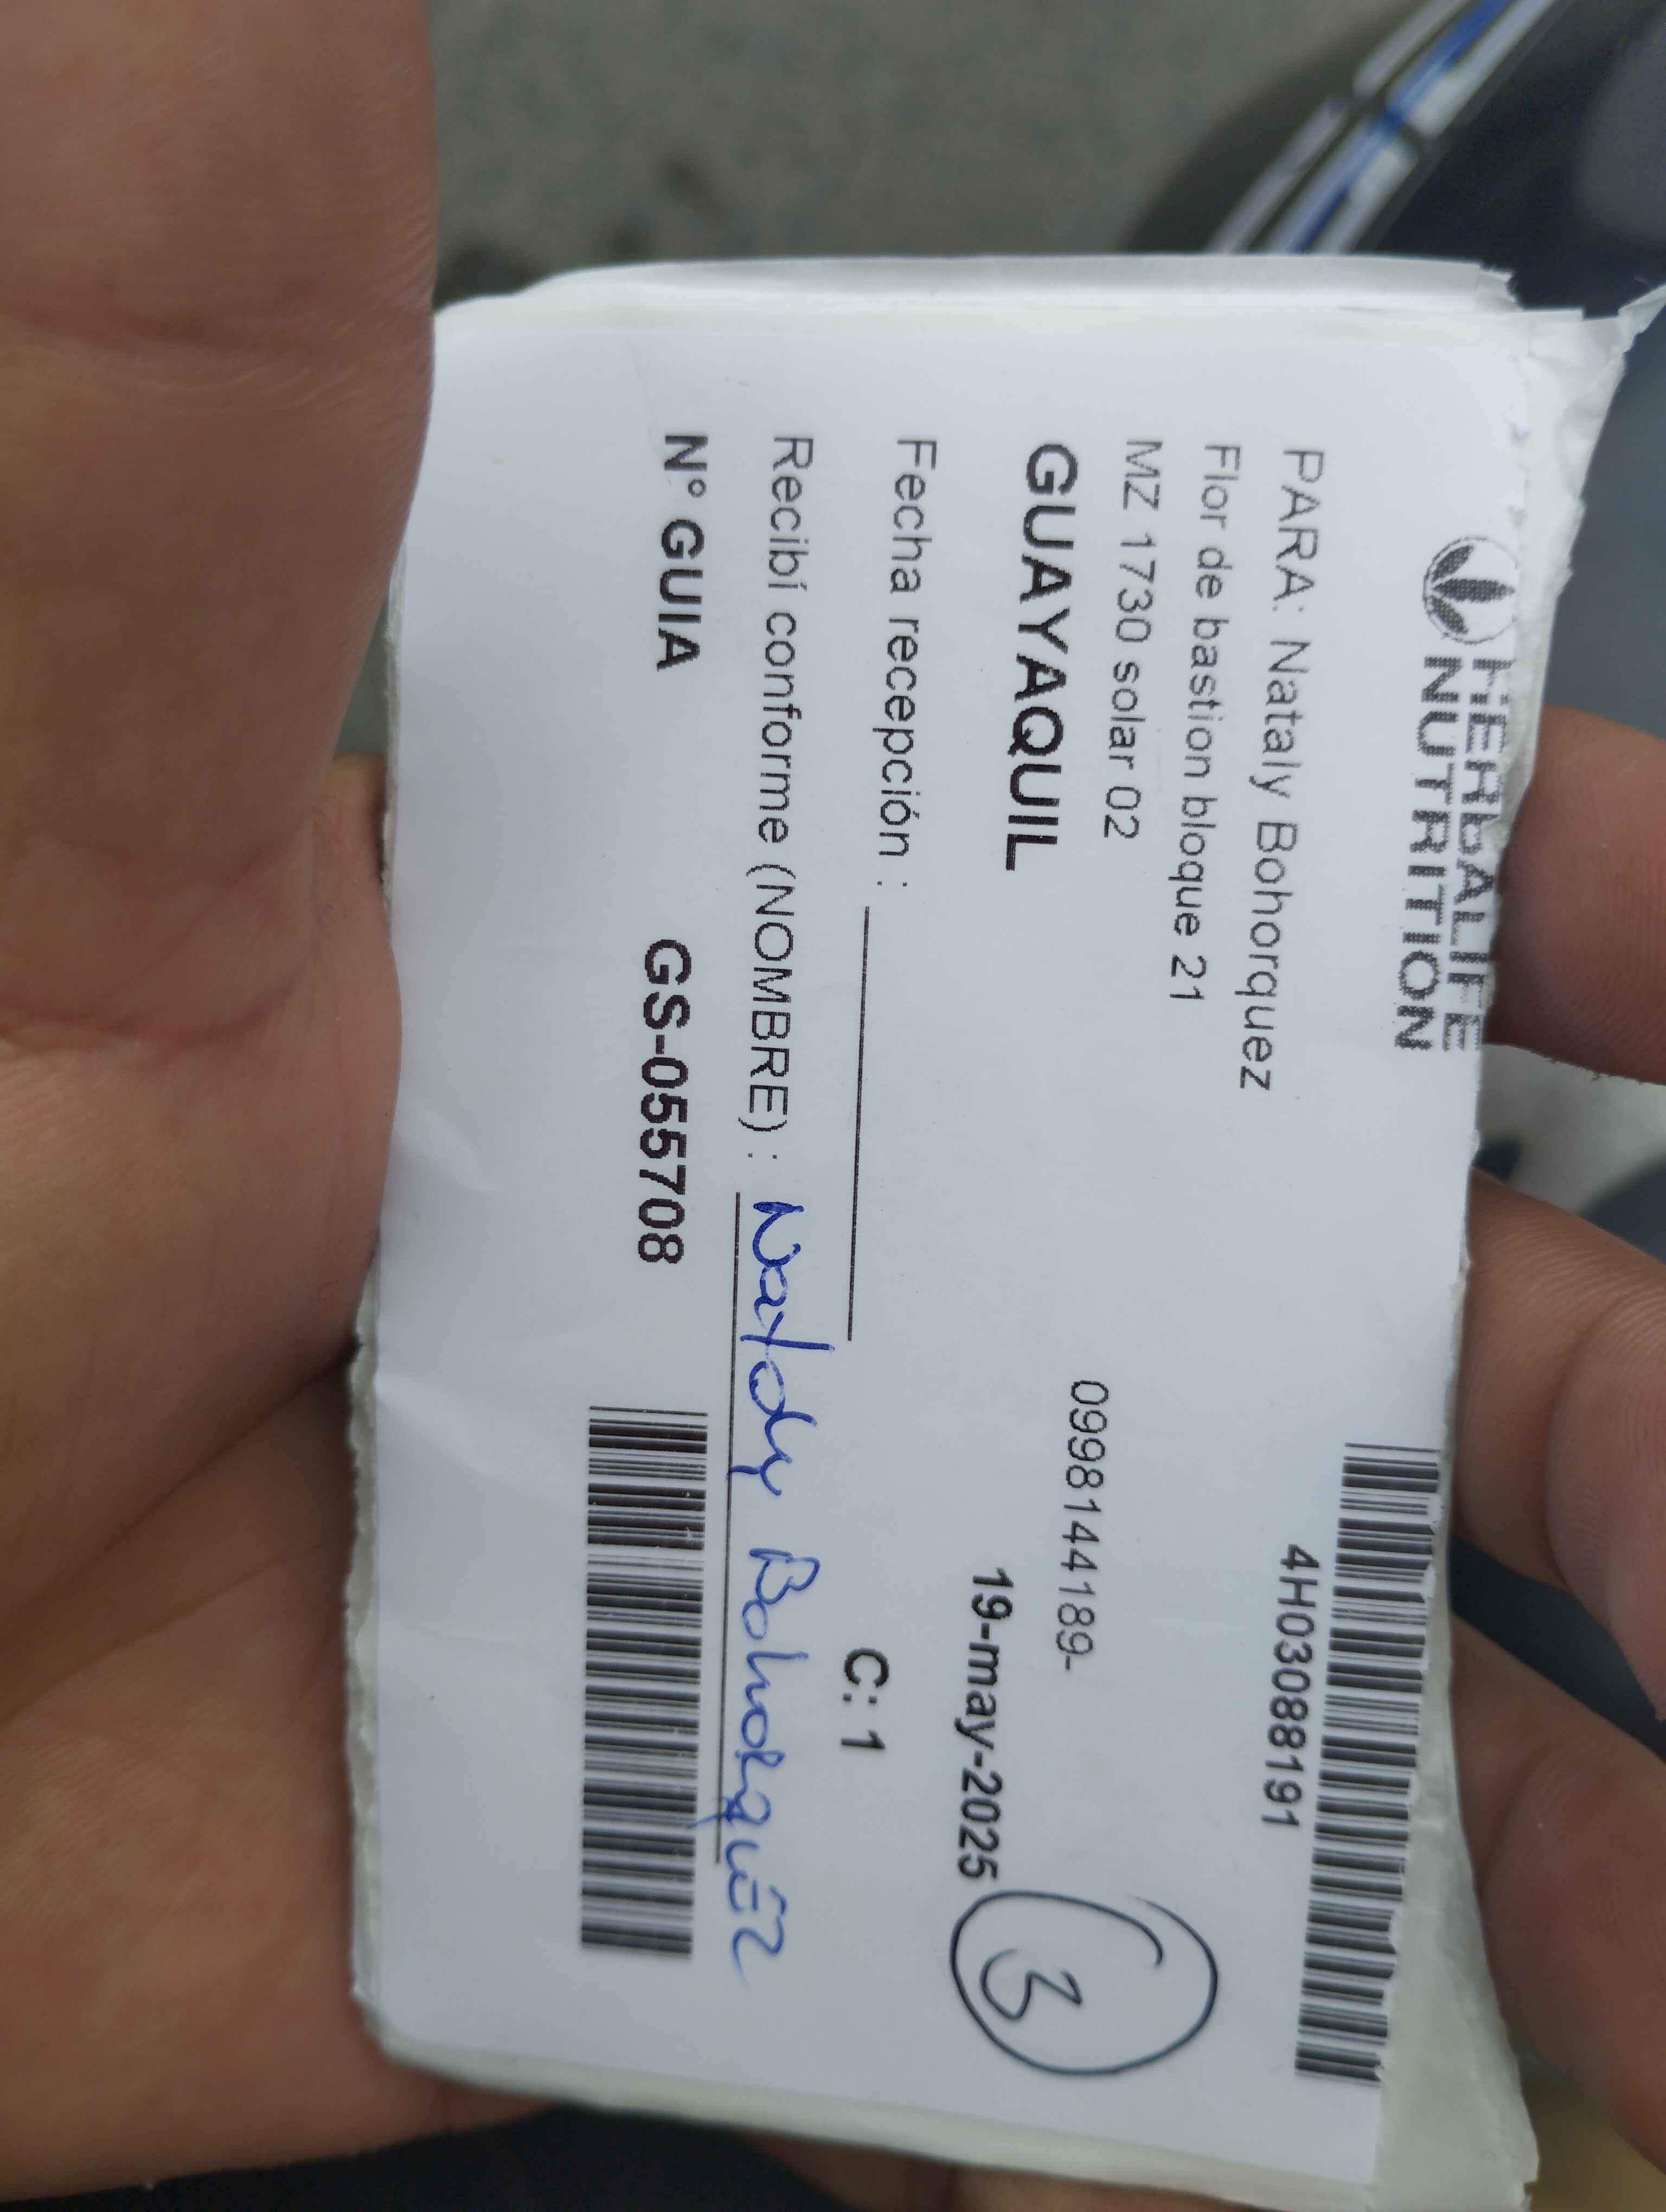 HERBALIFE
NUTRITION
4H03088191
PARA: Nataly Bohorquez
Flor de bastion bloque 21
MZ 1730 solar 02
0998144189-
GUAYAQUIL
19-may-2025
3
Fecha recepción :
C: 1
Recibí conforme (NOMBRE) : Nataly Bohorquez
N° GUIA GS-055708